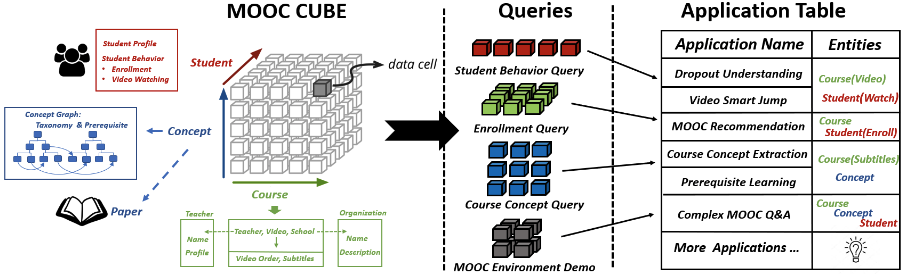 MOOC CUBE
Student Profile
Student Behavior
• Enrollment
• Video Watching
Student
data cell
Concept Graph:
Taxonomy & Prerequisite
Concept
Paper
Course
Teacher
Name
Profile
Teacher, Video, School
Video Order, Subtitles
Organization
Name
Description
Queries
Student Behavior Query
Enrollment Query
Course Concept Query
MOOC Environment Demo
Application Table
Application Name
Entities
Dropout Understanding
Video Smart Jump
Course(Video)
Student(Watch)
MOOC Recommendation
Course
Student(Enroll)
Course Concept Extraction
Prerequisite Learning
Course(Subtitles)
Concept
Complex MOOC Q&A
Course
Concept
Student
More Applications ...